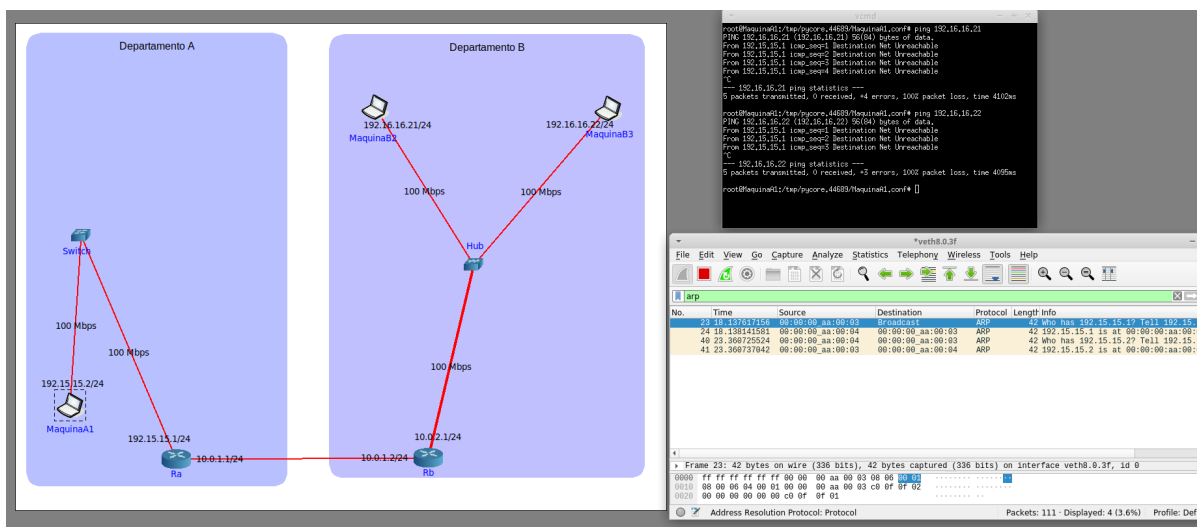 Departamento A
Departamento B
192.16.16.21/24
MaquinaB2
192.16.16.22/24
MaquinaB3
100 Mbps
100 Mbps
Switch
Hub
100 Mbps
100 Mbps
100 Mbps
192.15.15.2/24
MaquinaA1
192.15.15.1/24
10.0.1.1/24
Ra
10.0.2.1/24
10.0.1.2/24
Rb
vcmd
root@MaquinaA1:/tmp/pycore.44689/MaquinaA1.conf# ping 192.16.16.21
PING 192.16.16.21 (192.16.16.21) 56(84) bytes of data.
From 192.15.15.1 icmp_seq=1 Destination Net Unreachable
From 192.15.15.1 icmp_seq=2 Destination Net Unreachable
From 192.15.15.1 icmp_seq=3 Destination Net Unreachable
From 192.15.15.1 icmp_seq=4 Destination Net Unreachable
^C
--- 192.16.16.21 ping statistics ---
5 packets transmitted, 0 received, +4 errors, 100% packet loss, time 4102ms
root@MaquinaA1:/tmp/pycore.44689/MaquinaA1.conf# ping 192.16.16.22
PING 192.16.16.22 (192.16.16.22) 56(84) bytes of data.
From 192.15.15.1 icmp_seq=1 Destination Net Unreachable
From 192.15.15.1 icmp_seq=2 Destination Net Unreachable
From 192.15.15.1 icmp_seq=3 Destination Net Unreachable
^C
--- 192.16.16.22 ping statistics ---
5 packets transmitted, 0 received, +3 errors, 100% packet loss, time 4095ms
root@MaquinaA1:/tmp/pycore.44689/MaquinaA1.conf#
*veth8.0.3f
File Edit View Go Capture Analyze Statistics Telephony Wireless Tools Help
arp
No. Time Source Destination Protocol Length Info
23 18.137617156 00:00:00_aa:00:03 Broadcast ARP 42 Who has 192.15.15.1? Tell 192.15.
24 18.138141581 00:00:00_aa:00:04 00:00:00_aa:00:03 ARP 42 192.15.15.1 is at 00:00:00:aa:00:
40 23.360725524 00:00:00_aa:00:04 00:00:00_aa:00:03 ARP 42 Who has 192.15.15.2? Tell 192.15.
41 23.360737042 00:00:00_aa:00:03 00:00:00_aa:00:04 ARP 42 192.15.15.2 is at 00:00:00:aa:00:
Frame 23: 42 bytes on wire (336 bits), 42 bytes captured (336 bits) on interface veth8.0.3f, id 0
0000 ff ff ff ff ff ff 00 00 00 aa 00 03 08 06 00 01
0010 08 00 06 04 00 01 00 00 00 aa 00 03 c0 0f 0f 02
0020 00 00 00 00 00 00 c0 0f 0f 01
Address Resolution Protocol: Protocol Packets: 111 · Displayed: 4 (3.6%) Profile: Def